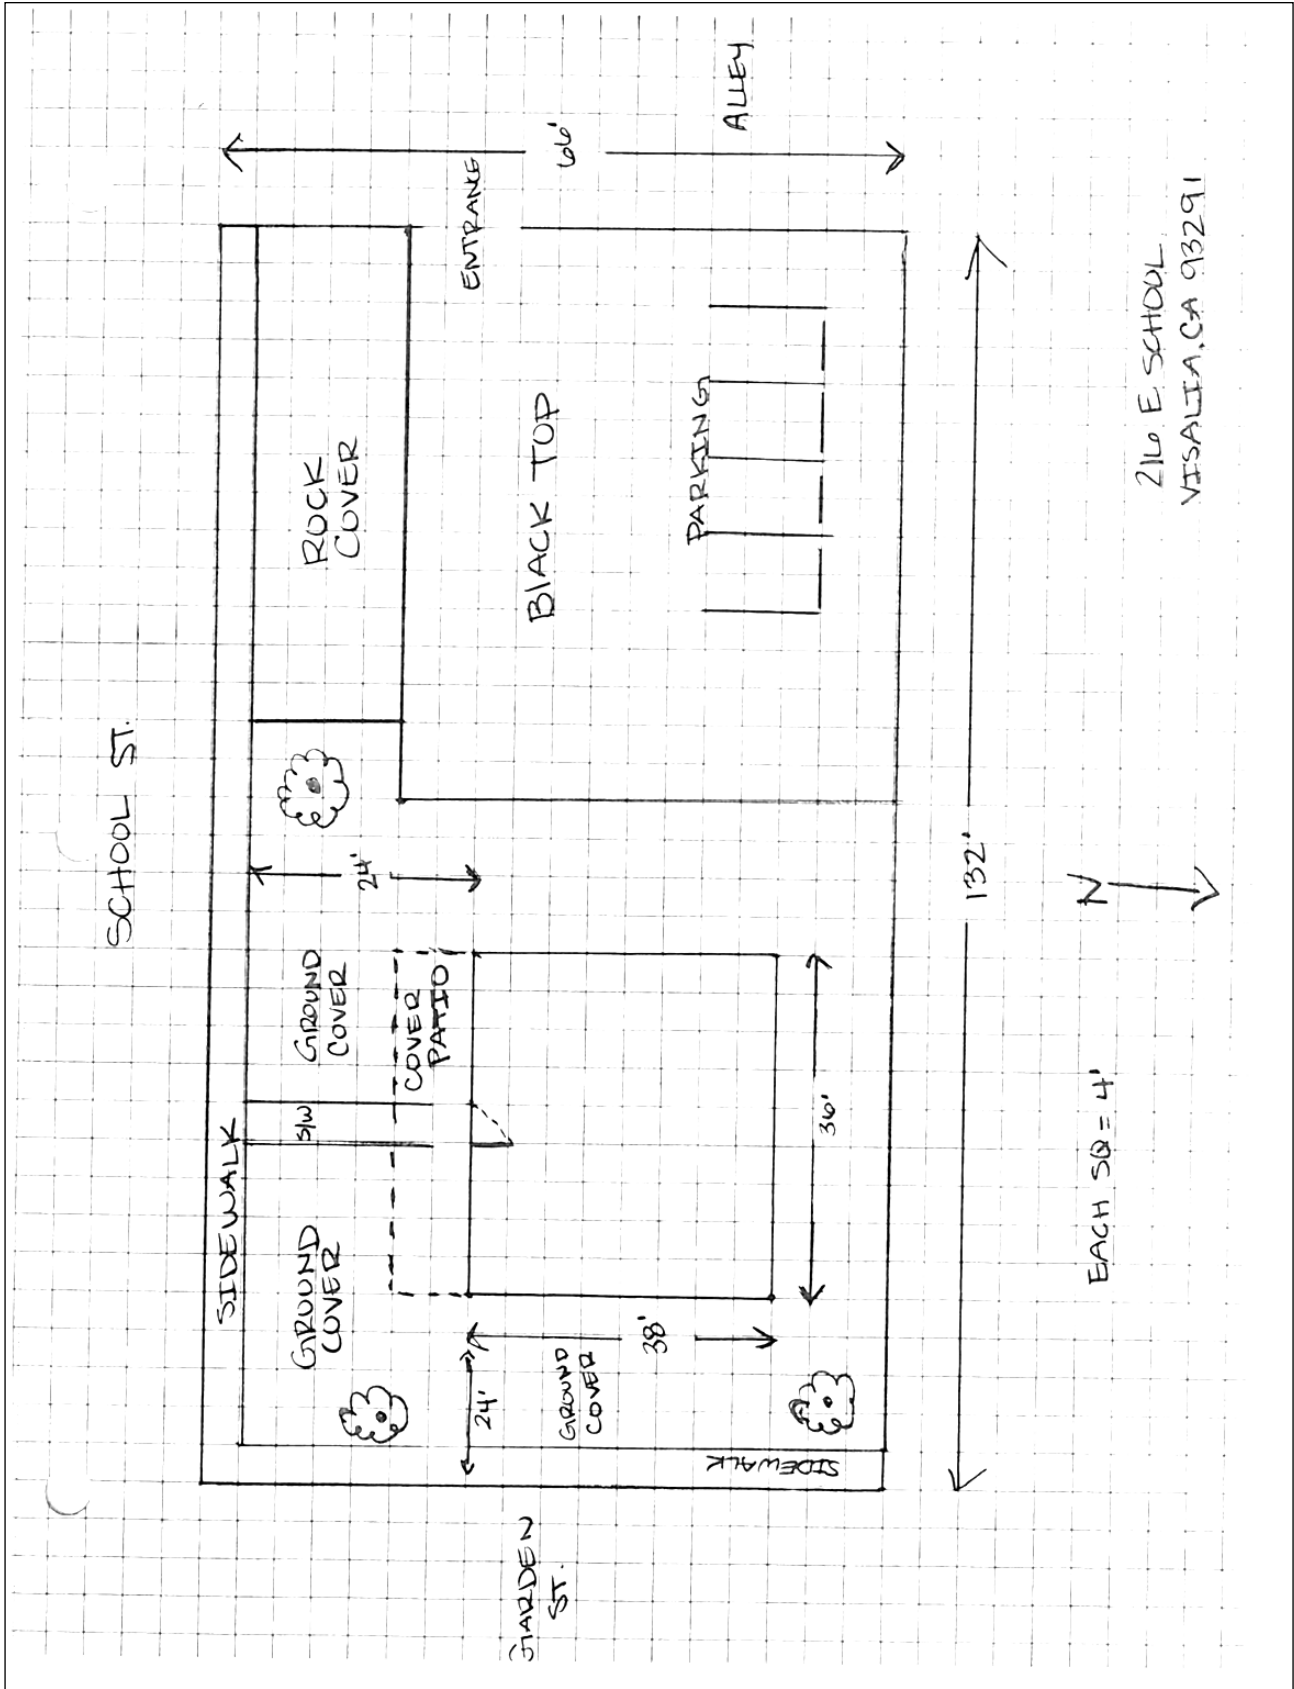 SCHOOL ST.
SIDEWALK
GROUND
COVER
S/W
GROUND
COVER
COVER
PATIO
24'
ROCK
COVER
ENTRANCE
66'
ALLEY
BLACK TOP
PARKING
GARDEN
ST.
24'
GROUND
COVER
38'
SIDEWALK
36'
132'
N
EACH SQ = 4'
216 E. SCHOOL
VISALIA, CA 93291